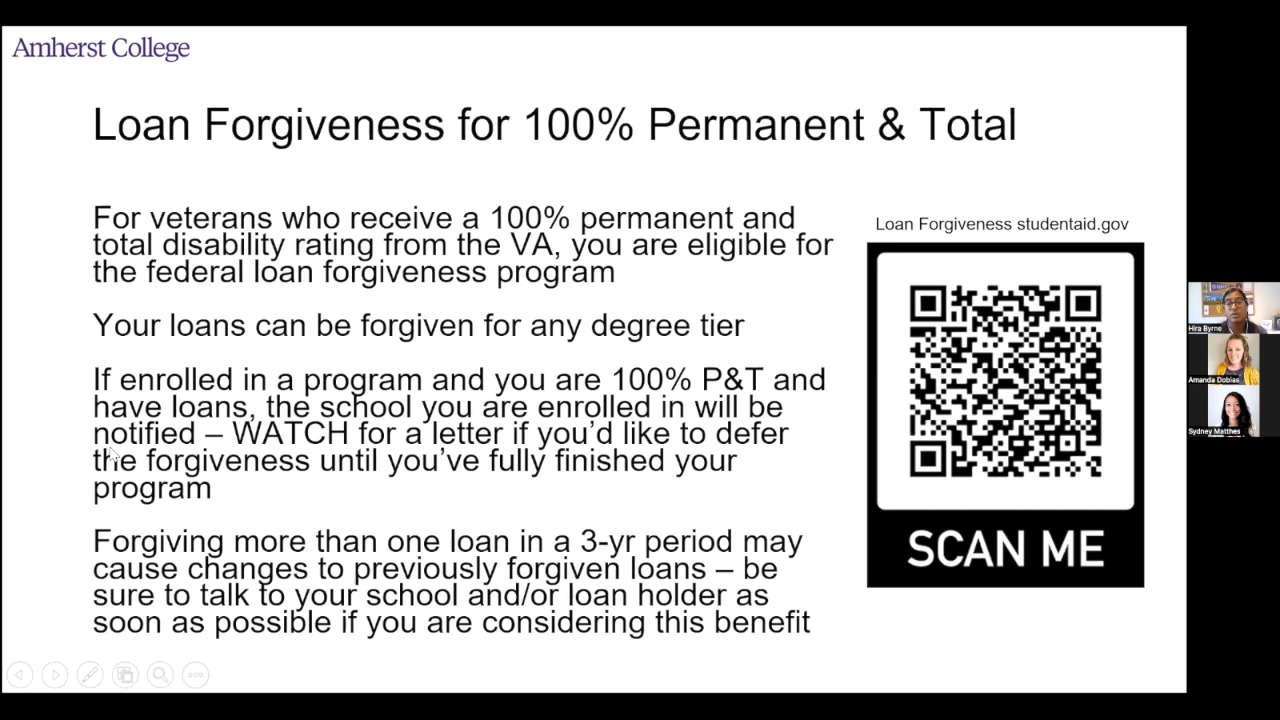 Amherst College
Loan Forgiveness for 100% Permanent & Total
For veterans who receive a 100% permanent and
total disability rating from the VA, you are eligible for
the federal loan forgiveness program
Your loans can be forgiven for any degree tier
If enrolled in a program and you are 100% P&T and
have loans, the school you are enrolled in will be
notified – WATCH for a letter if you’d like to defer
the forgiveness until you’ve fully finished your
program
Forgiving more than one loan in a 3-yr period may
cause changes to previously forgiven loans – be
sure to talk to your school and/or loan holder as
soon as possible if you are considering this benefit
Loan Forgiveness studentaid.gov
SCAN ME
Hira Byrne
Amanda Dobias
Sydney Matthes